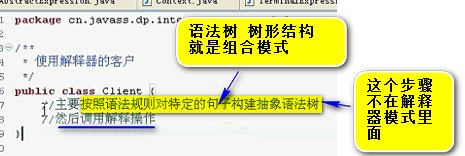 Context.java
TerminalExpres
1 package cn.javass.dp.inte
语法树 树形结构
就是组合模式
3 /**
* 使用解释器的客户
*/
public class Client {
//主要按照语法规则对特定的句子构建抽象语法树
//然后调用解释操作
}
这个步骤
不在解释
器模式里
面